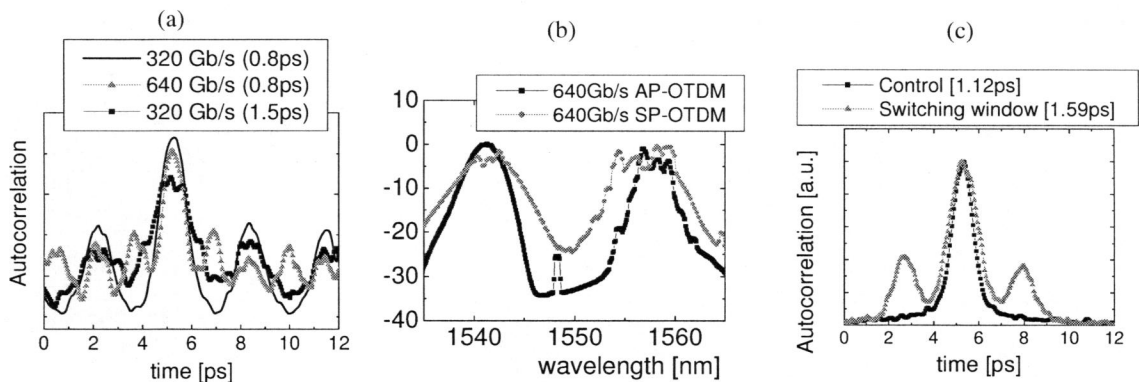 (a)
320 Gb/s (0.8ps)
640 Gb/s (0.8ps)
320 Gb/s (1.5ps)
Autocorrelation
0 2 4 6 8 10 12
time [ps]
(b)
640Gb/s AP-OTDM
640Gb/s SP-OTDM
10
0
-10
-20
-30
-40
1540 1550 1560
wavelength [nm]
(c)
Control [1.12ps]
Switching window [1.59ps]
Autocorrelation [a.u.]
0 2 4 6 8 10 12
time [ps]